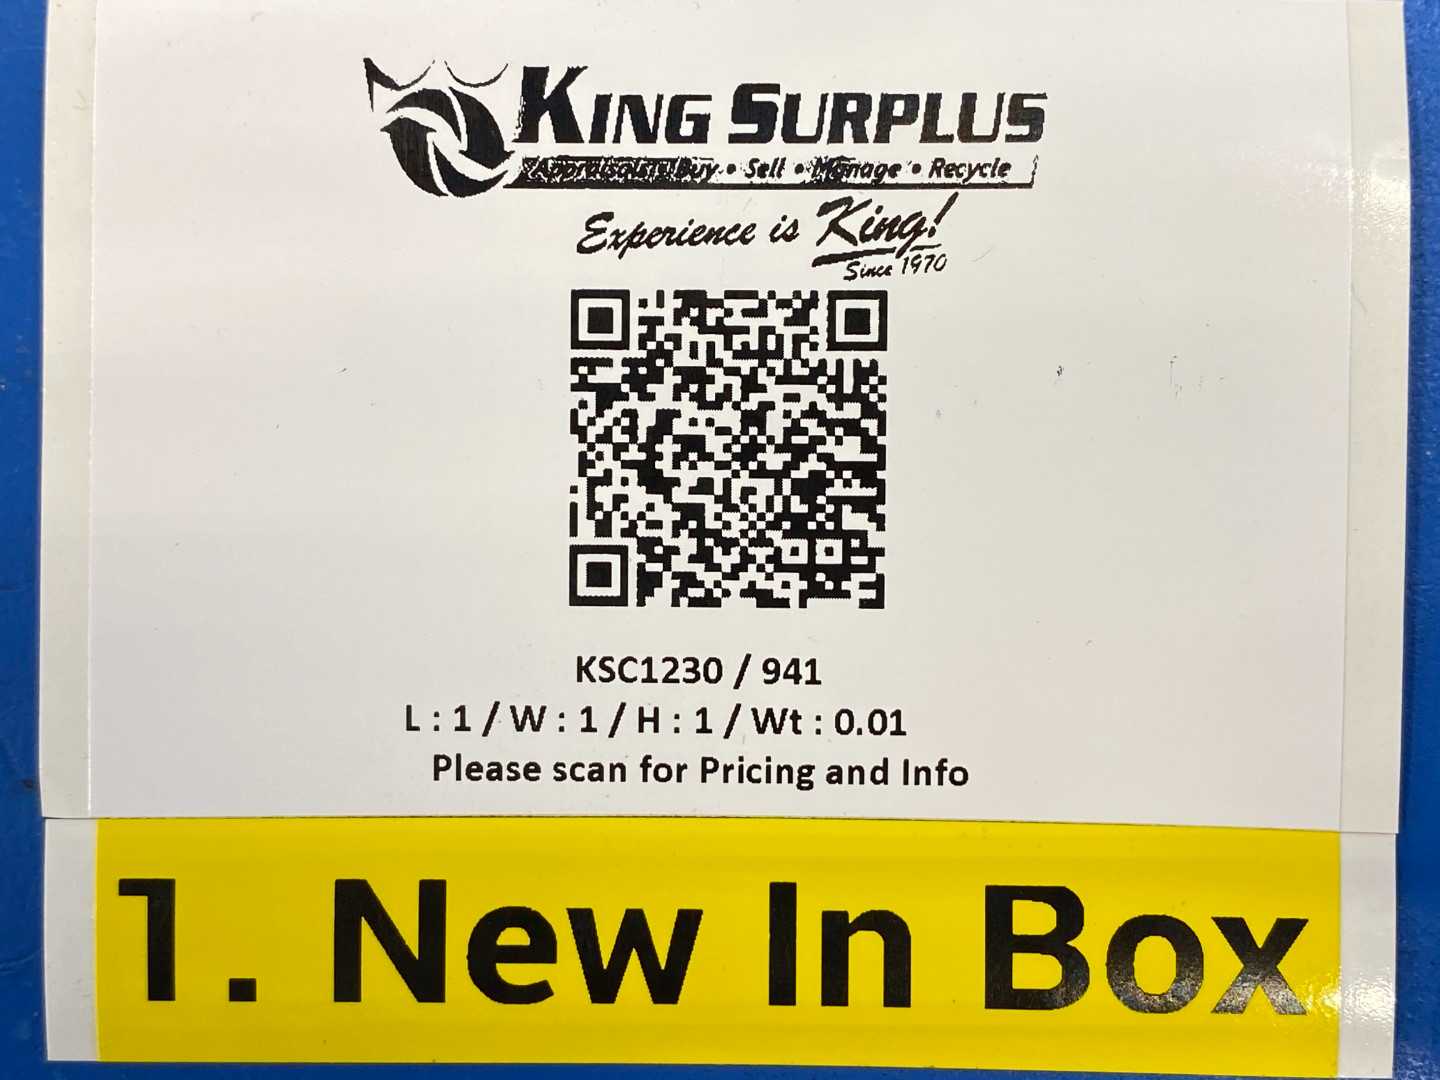 KING SURPLUS
Buy • Sell • Manage • Recycle
Experience is King!
Since 1970
KSC1230 / 941
L : 1 / W : 1 / H : 1 / Wt : 0.01
Please scan for Pricing and Info
1. New In Box